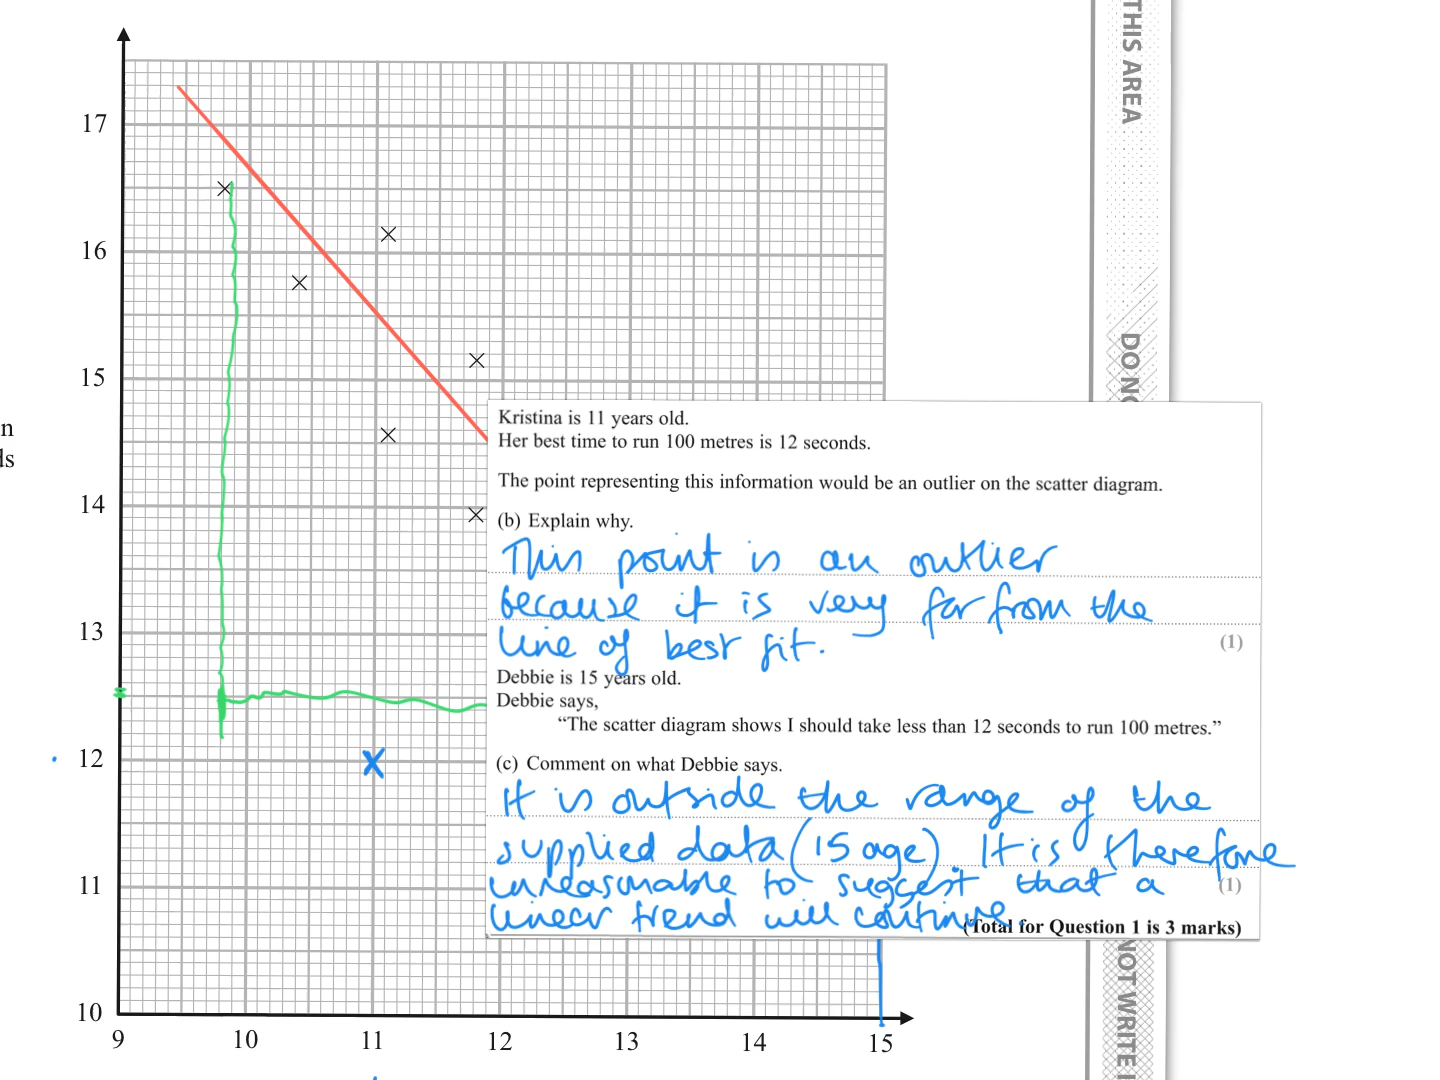 THIS AREA
17
16
15
14
13
12
11
10
9 10 11 12 13 14 15
n
ds
DO NO
NOT WRITE I
Kristina is 11 years old.
Her best time to run 100 metres is 12 seconds.
The point representing this information would be an outlier on the scatter diagram.
(b) Explain why.
This point is an outlier
because it is very far from the
line of best fit.
(1)
Debbie is 15 years old.
Debbie says,
“The scatter diagram shows I should take less than 12 seconds to run 100 metres.”
(c) Comment on what Debbie says.
It is outside the range of the
supplied data (15 age). It is therefore
unreasonable to suggest that a
(1)
linear trend will continue.
(Total for Question 1 is 3 marks)